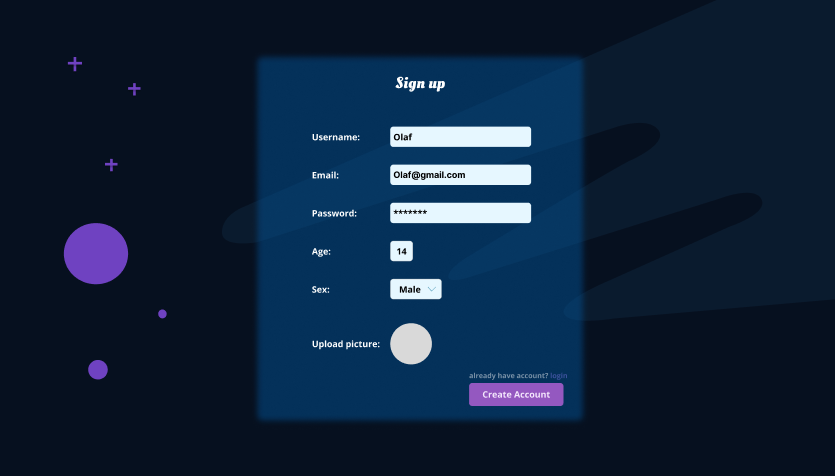 Sign up
Username: Olaf
Email: Olaf@gmail.com
Password: *******
Age: 14
Sex: Male
Upload picture:
already have account? login
Create Account